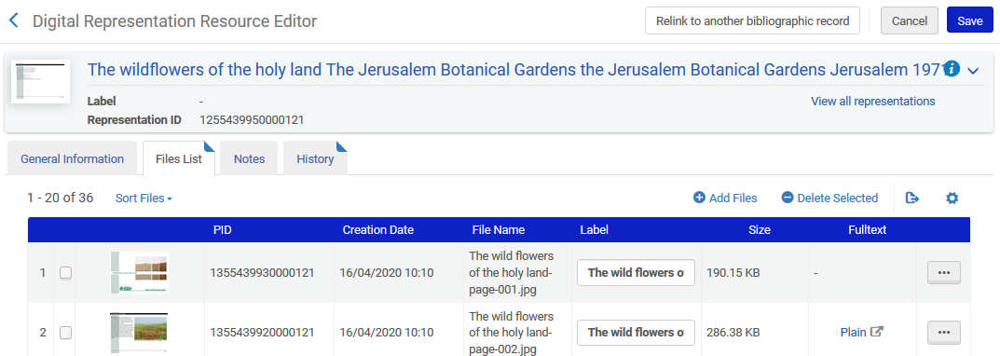 Digital Representation Resource Editor
Relink to another bibliographic record
Cancel
Save
The wildflowers of the holy land The Jerusalem Botanical Gardens the Jerusalem Botanical Gardens Jerusalem 197
Label -
View all representations
Representation ID 1255439950000121
General Information
Files List
Notes
History
1 - 20 of 36
Sort Files
Add Files
Delete Selected
PID Creation Date File Name Label Size Fulltext
1 1355439930000121 16/04/2020 10:10
The wild flowers
of the holy land-
page-001.jpg
The wild flowers o
190.15 KB
-
2 1355439920000121 16/04/2020 10:10
The wild flowers
of the holy land-
page-002.jpg
The wild flowers o
286.38 KB
Plain